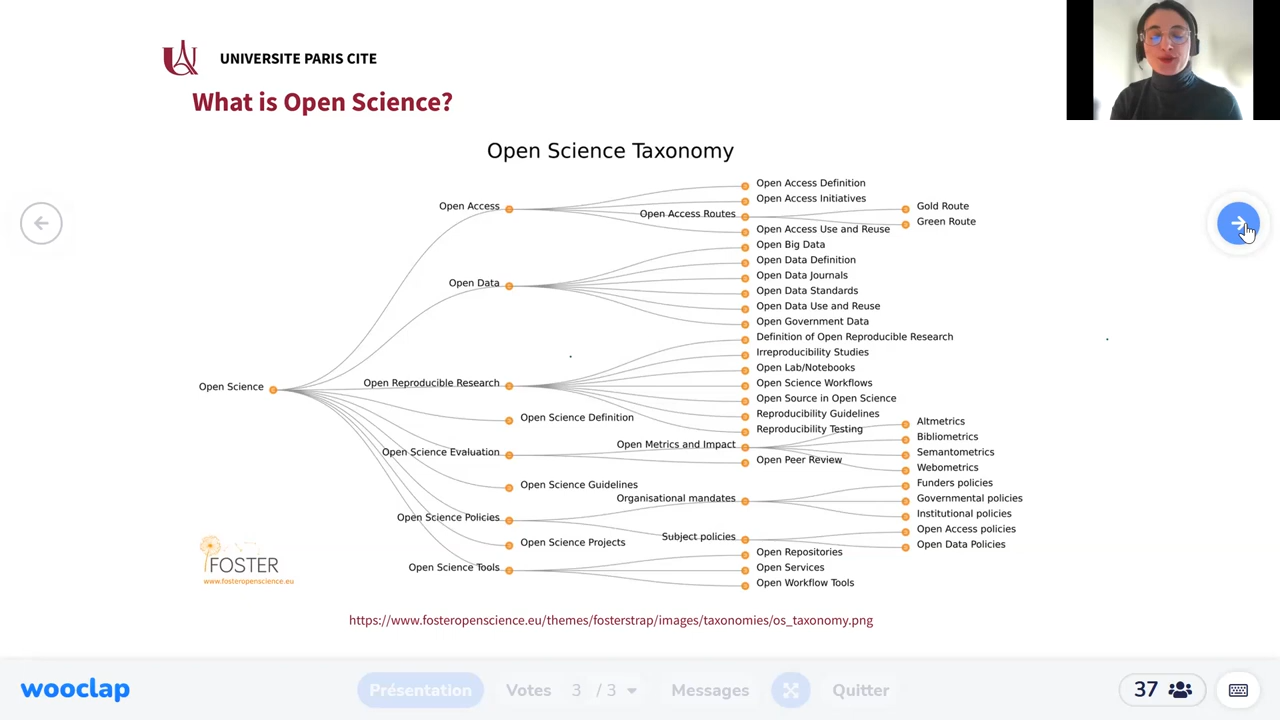 UNIVERSITE PARIS CITE
What is Open Science?
Open Science Taxonomy
Open Science
Open Access
Open Access Definition
Open Access Initiatives
Open Access Routes
Gold Route
Green Route
Open Access Use and Reuse
Open Data
Open Big Data
Open Data Definition
Open Data Journals
Open Data Standards
Open Data Use and Reuse
Open Government Data
Open Reproducible Research
Definition of Open Reproducible Research
Irreproducibility Studies
Open Lab/Notebooks
Open Science Workflows
Open Source in Open Science
Reproducibility Guidelines
Reproducibility Testing
Open Science Definition
Open Science Evaluation
Open Metrics and Impact
Altmetrics
Bibliometrics
Semantometrics
Webometrics
Open Peer Review
Open Science Guidelines
Open Science Policies
Organisational mandates
Funders policies
Governmental policies
Institutional policies
Subject policies
Open Access policies
Open Data Policies
Open Science Projects
Open Science Tools
Open Repositories
Open Services
Open Workflow Tools
FOSTER
www.fosteropenscience.eu
https://www.fosteropenscience.eu/themes/fosterstrap/images/taxonomies/os_taxonomy.png
wooclap
Présentation
Votes 3 / 3
Messages
Quitter
37